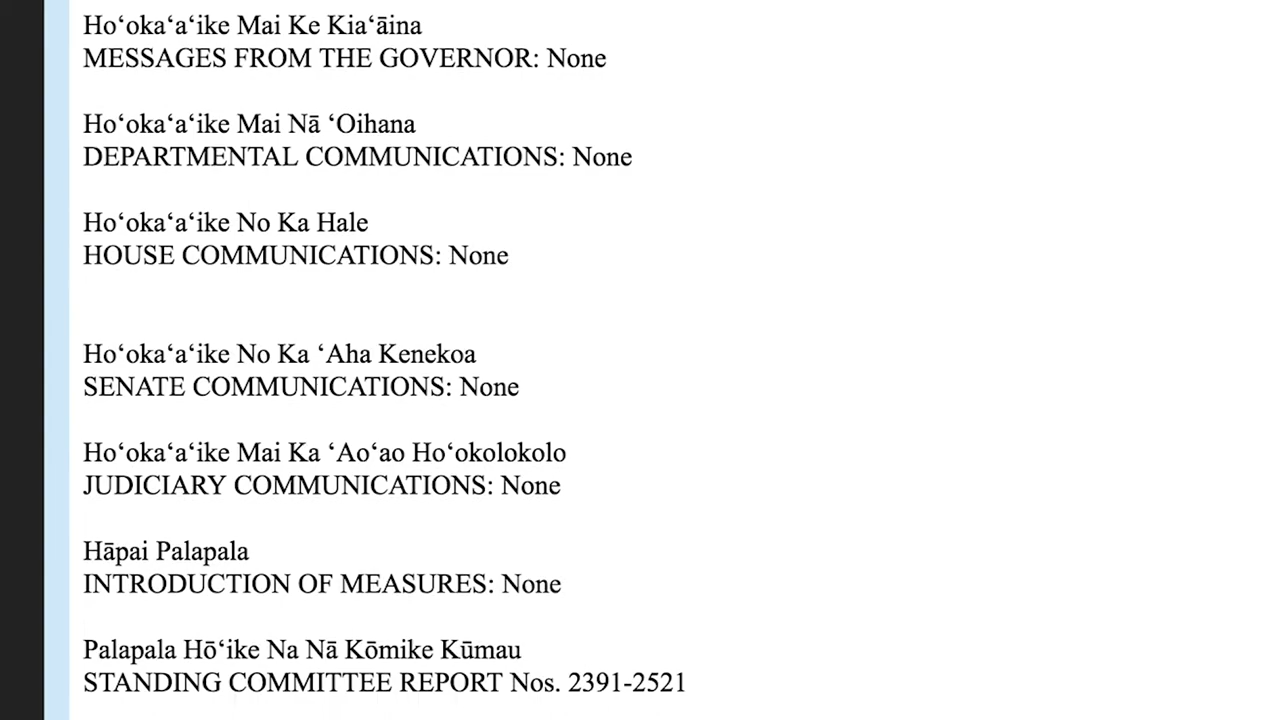 Hoʻokaʻaʻike Mai Ke Kiaʻāina
MESSAGES FROM THE GOVERNOR: None
Hoʻokaʻaʻike Mai Nā ʻOihana
DEPARTMENTAL COMMUNICATIONS: None
Hoʻokaʻaʻike No Ka Hale
HOUSE COMMUNICATIONS: None
Hoʻokaʻaʻike No Ka ʻAha Kenekoa
SENATE COMMUNICATIONS: None
Hoʻokaʻaʻike Mai Ka ʻAoʻao Hoʻokolokolo
JUDICIARY COMMUNICATIONS: None
Hāpai Palapala
INTRODUCTION OF MEASURES: None
Palapala Hōʻike Na Nā Kōmike Kūmau
STANDING COMMITTEE REPORT Nos. 2391-2521